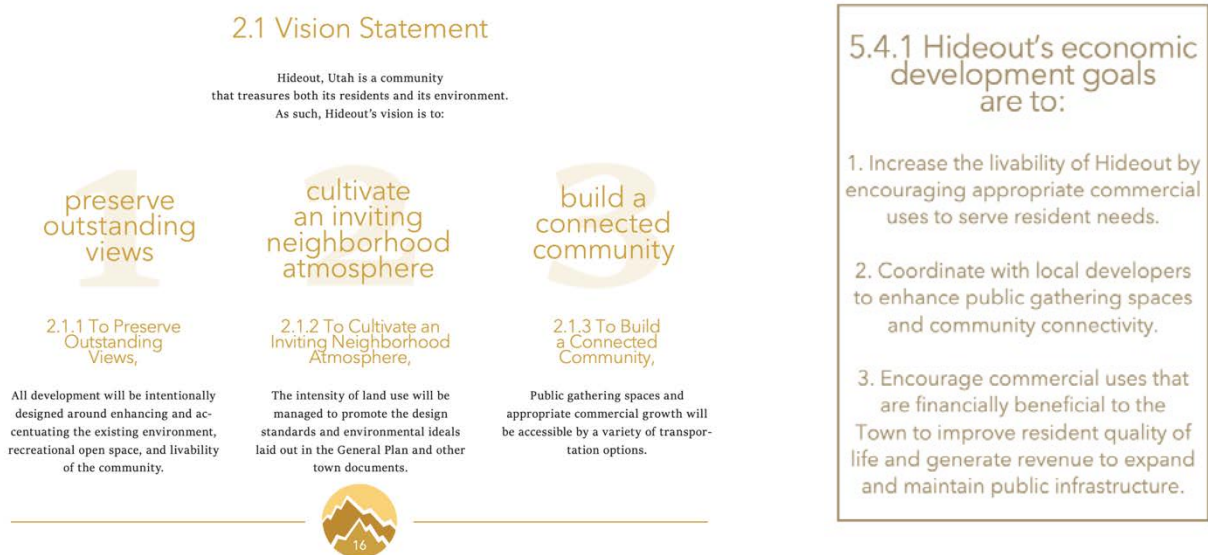 2.1 Vision Statement
Hideout, Utah is a community
that treasures both its residents and its environment.
As such, Hideout's vision is to:
1
preserve
outstanding
views
2.1.1 To Preserve
Outstanding
Views,
All development will be intentionally
designed around enhancing and ac-
centuating the existing environment,
recreational open space, and livability
of the community.
2
cultivate
an inviting
neighborhood
atmosphere
2.1.2 To Cultivate an
Inviting Neighborhood
Atmosphere,
The intensity of land use will be
managed to promote the design
standards and environmental ideals
laid out in the General Plan and other
town documents.
3
build a
connected
community
2.1.3 To Build
a Connected
Community,
Public gathering spaces and
appropriate commercial growth will
be accessible by a variety of transpor-
tation options.
16
5.4.1 Hideout's economic
development goals
are to:
1. Increase the livability of Hideout by
encouraging appropriate commercial
uses to serve resident needs.
2. Coordinate with local developers
to enhance public gathering spaces
and community connectivity.
3. Encourage commercial uses that
are financially beneficial to the
Town to improve resident quality of
life and generate revenue to expand
and maintain public infrastructure.